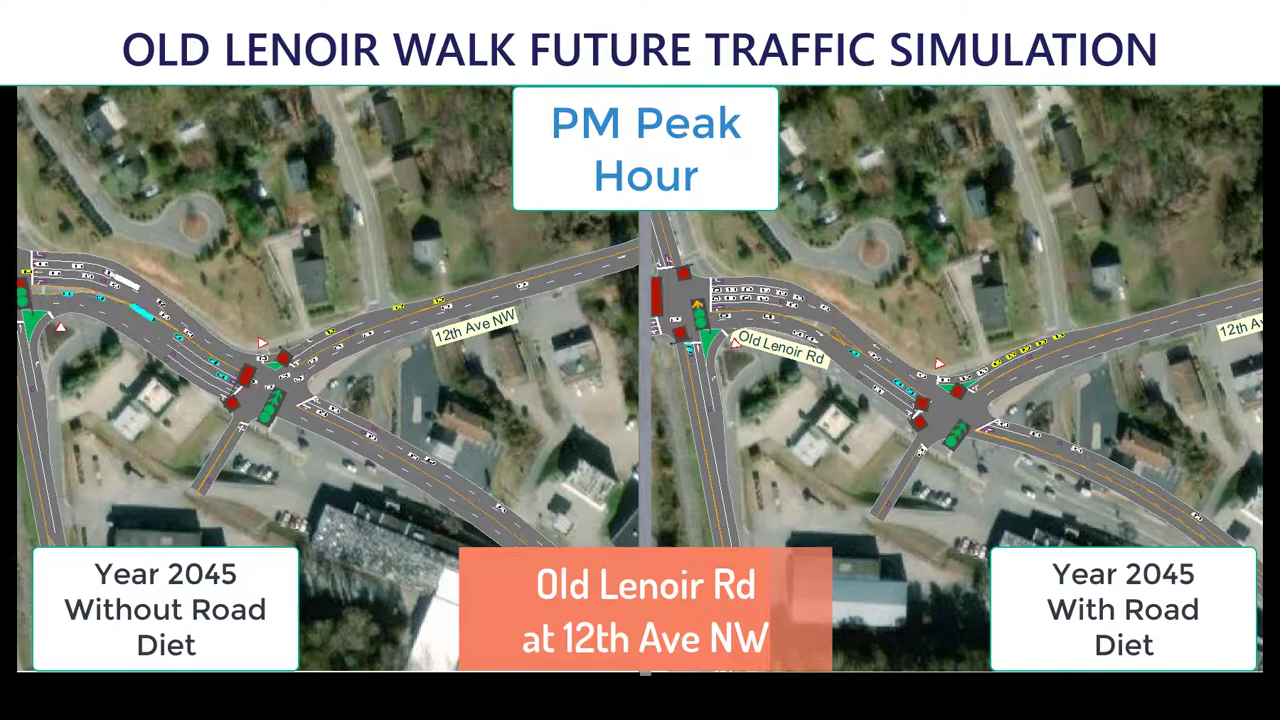 OLD LENOIR WALK FUTURE TRAFFIC SIMULATION
PM Peak
Hour
12th Ave NW
Old Lenoir Rd
12th Av
Year 2045
Without Road
Diet
Old Lenoir Rd
at 12th Ave NW
Year 2045
With Road
Diet